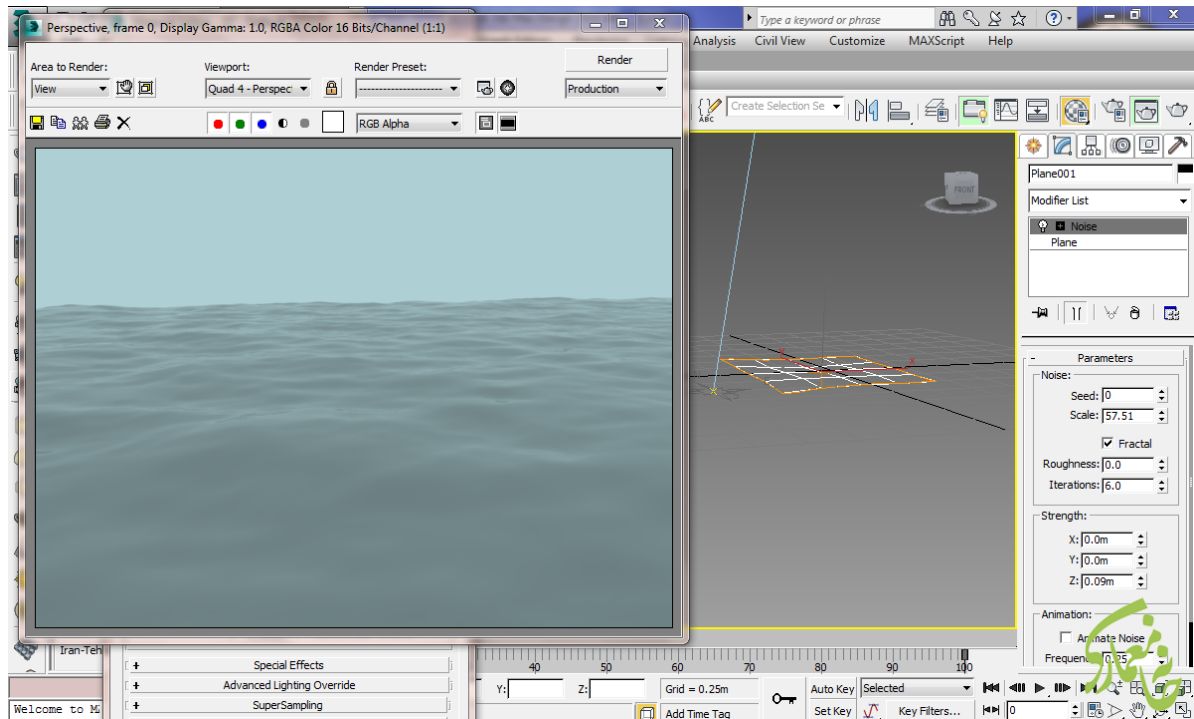 Perspective, frame 0, Display Gamma: 1.0, RGBA Color 16 Bits/Channel (1:1)
Type a keyword or phrase
Analysis Civil View Customize MAXScript Help
Area to Render:
View
Viewport:
Quad 4 - Perspec
Render Preset:
Render
Production
RGB Alpha
ABC
Create Selection Se
FRONT
Plane001
Modifier List
Noise
Plane
x
Parameters
Noise:
Seed: 0
Scale: 57.51
Fractal
Roughness: 0.0
Iterations: 6.0
Strength:
X: 0.0m
Y: 0.0m
Z: 0.09m
Animation:
Animate Noise
Frequenc 0.25
Iran-Teh
Special Effects
Advanced Lighting Override
SuperSampling
40 50 60 70 80 90 100
Y: Z: Grid = 0.25m
Auto Key Selected
Welcome to M
Add Time Tag
Set Key Key Filters... 0